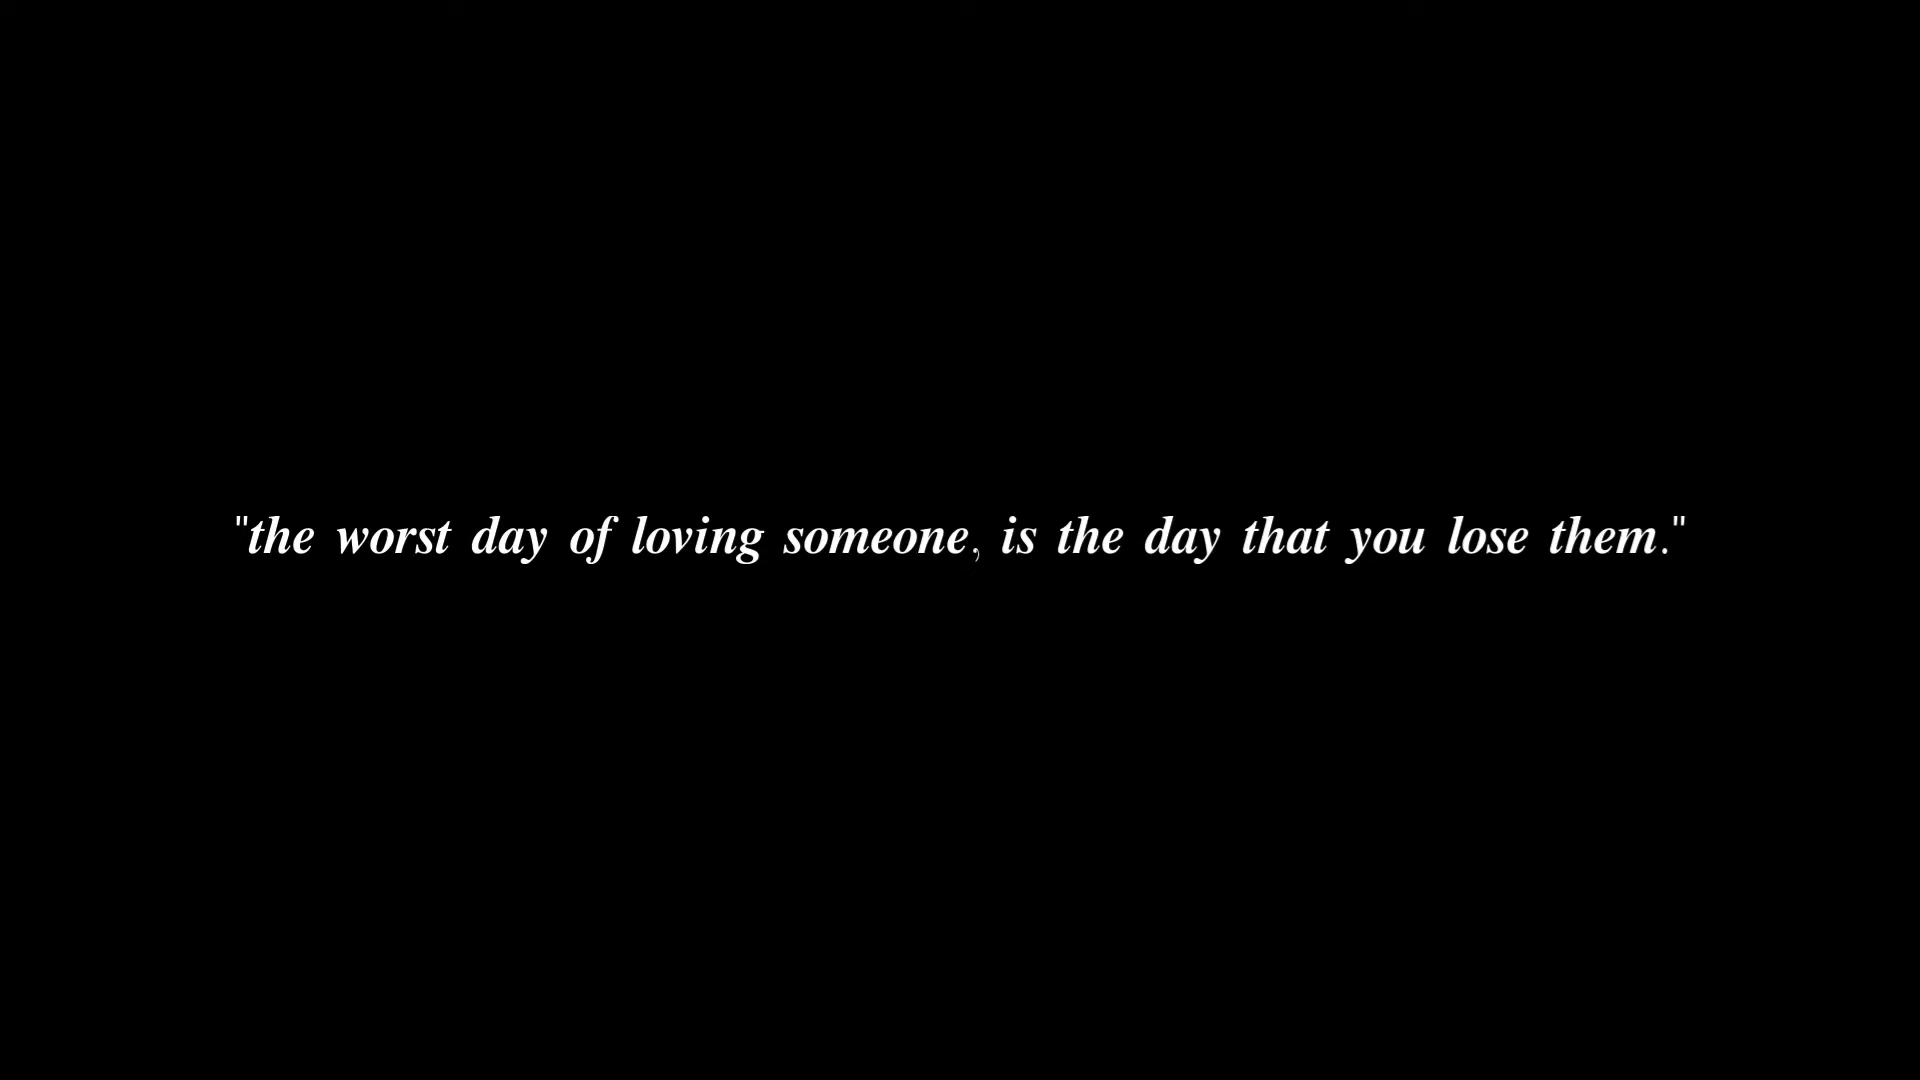 "the worst day of loving someone, is the day that you lose them."